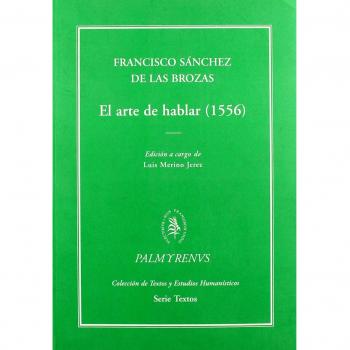 FRANCISCO SÁNCHEZ
DE LAS BROZAS
El arte de hablar (1556)
Edición a cargo de
Luis Merino Jerez
PALMYRENVS
Colección de Textos y Estudios Humanísticos
Serie Textos